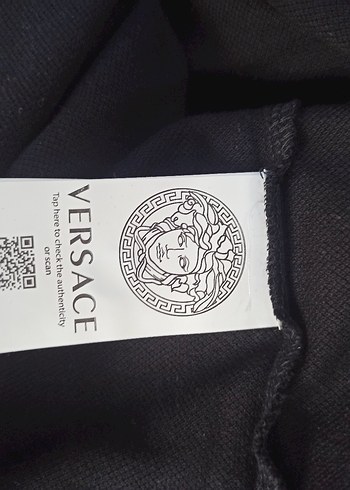 VERSACE
Tap here to check the authenticity
or scan